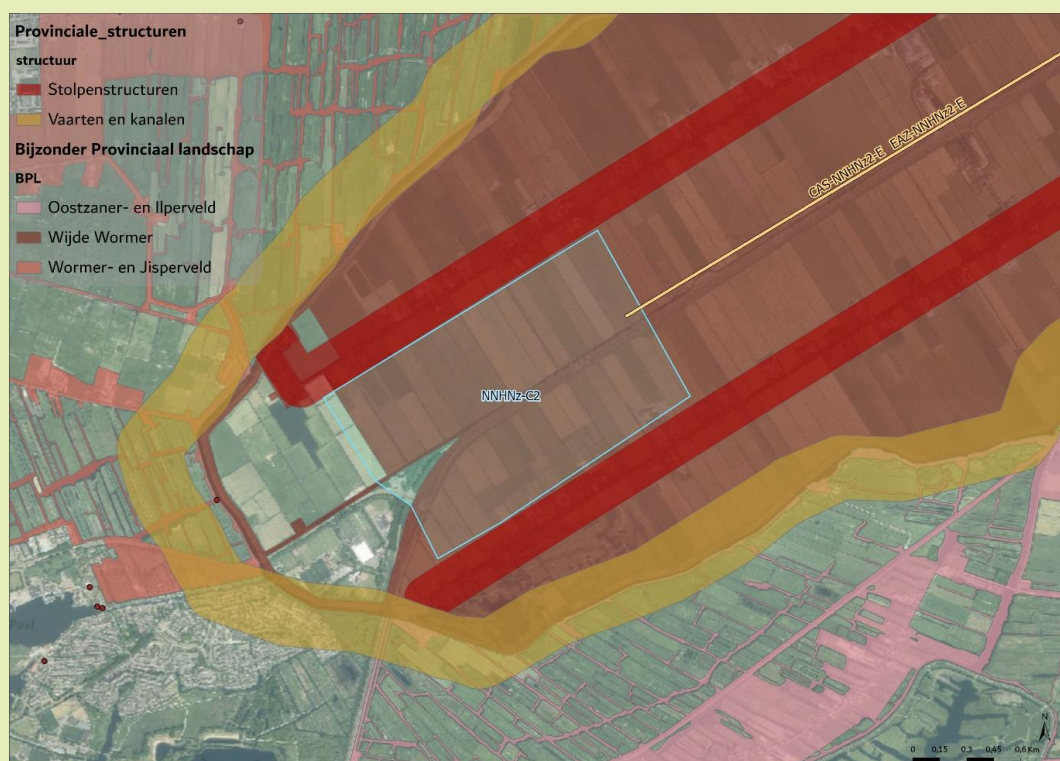 Provinciale_structuren
structuur
Stolpenstructuren
Vaarten en kanalen
Bijzonder Provinciaal landschap
BPL
Oostzaner- en Ilperveld
Wijde Wormer
Wormer- en Jisperveld
CAS-NNHNz2-E EAZ-NNHNz2-E
NNHNz-C2
N
0 0,15 0,3 0,45 0,6 Km